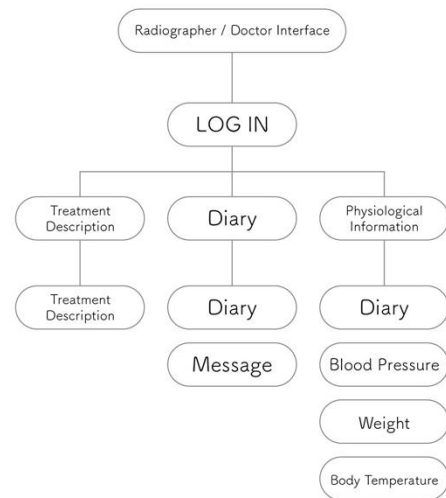 Radiographer / Doctor Interface
LOG IN
Treatment
Description
Diary
Physiological
Information
Treatment
Description
Diary
Diary
Message
Blood Pressure
Weight
Body Temperature